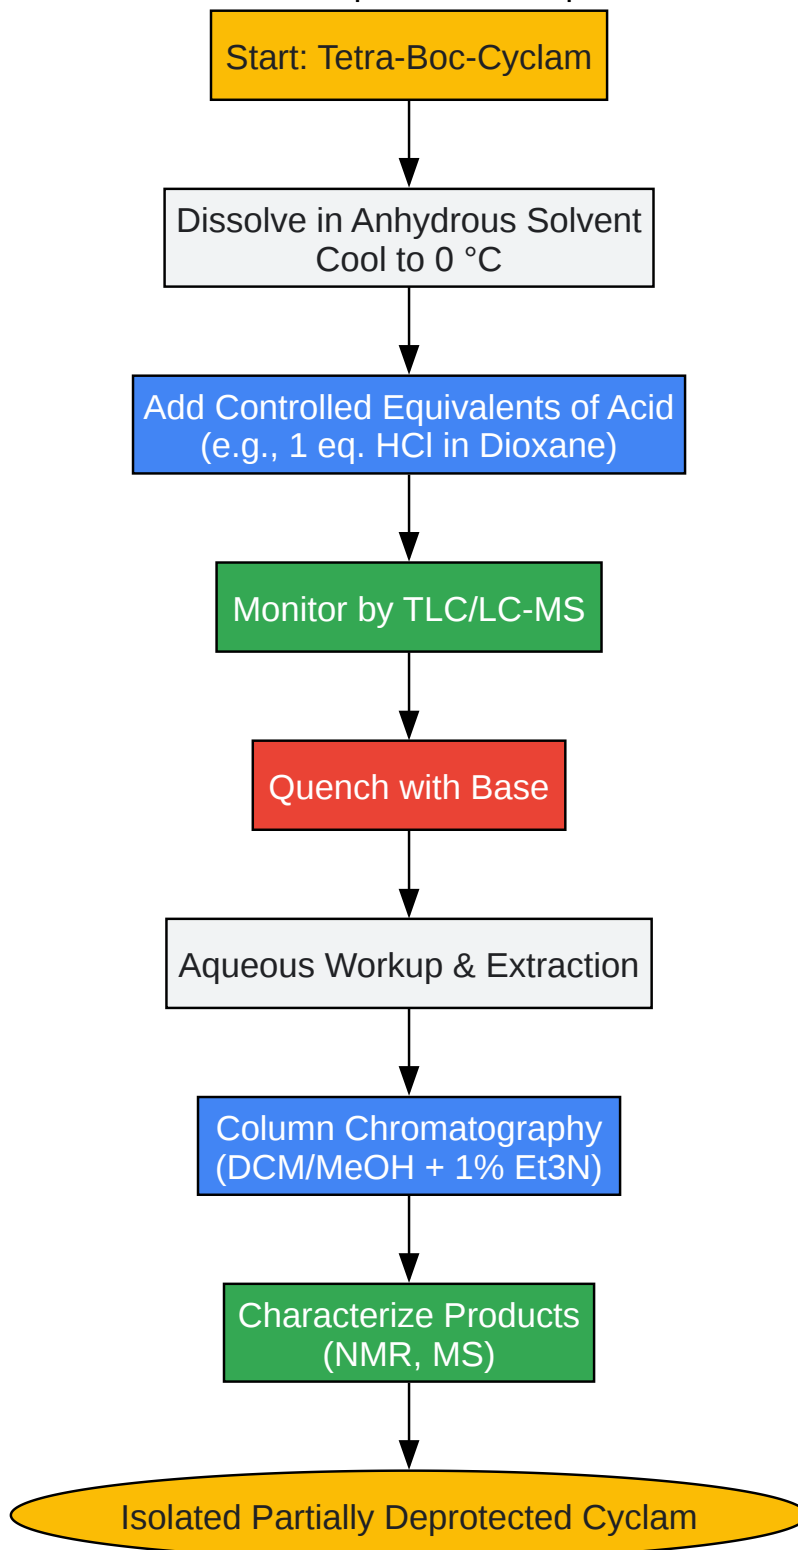 Start: Tetra-Boc-Cyclam
Dissolve in Anhydrous Solvent
Cool to 0 °C
Add Controlled Equivalents of Acid
(e.g., 1 eq. HCl in Dioxane)
Monitor by TLC/LC-MS
Quench with Base
Aqueous Workup & Extraction
Column Chromatography
(DCM/MeOH + 1% Et3N)
Characterize Products
(NMR, MS)
Isolated Partially Deprotected Cyclam